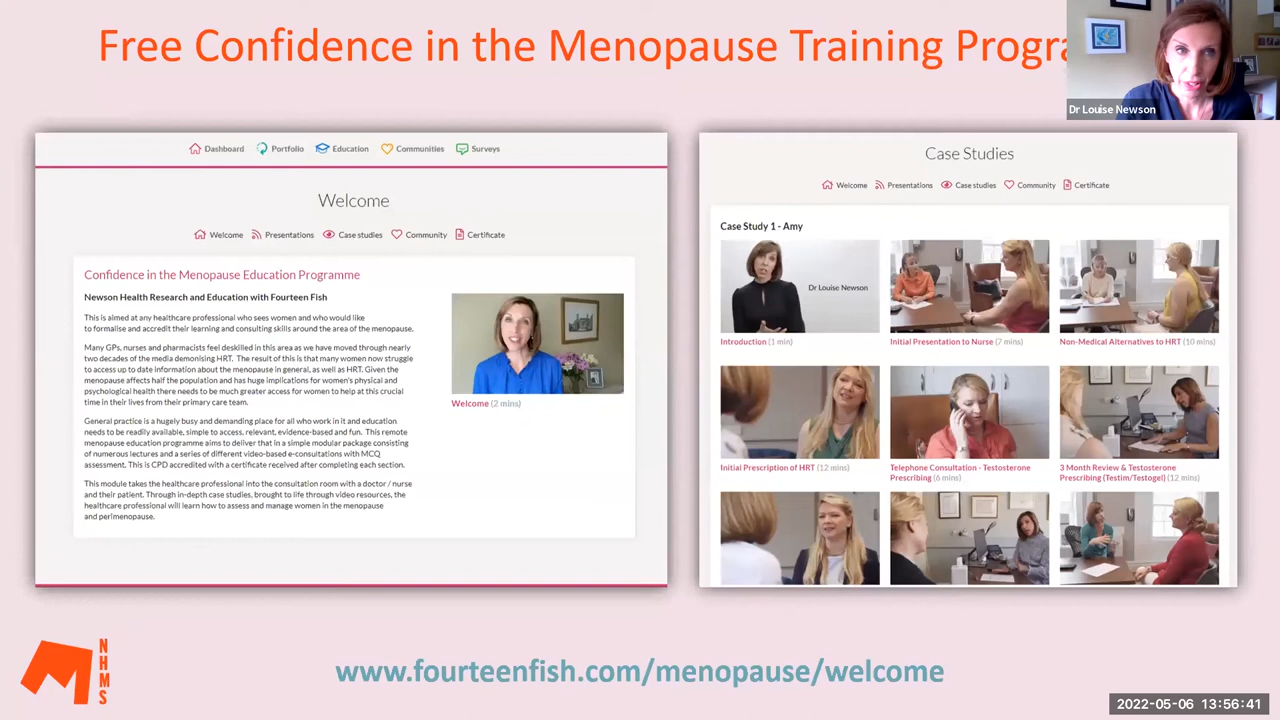 Free Confidence in the Menopause Training Progra
Dr Louise Newson
Dashboard Portfolio Education Communities Surveys
Welcome
Welcome Presentations Case studies Community Certificate
Confidence in the Menopause Education Programme
Newson Health Research and Education with Fourteen Fish
This is aimed at any healthcare professional who sees women and who would like
to formalise and accredit their learning and consulting skills around the area of the menopause.
Many GPs, nurses and pharmacists feel deskilled in this area as we have moved through nearly
two decades of the media demonising HRT. The result of this is that many women now struggle
to access up to date information about the menopause in general, as well as HRT. Given the
menopause affects half the population and has huge implications for women's physical and
psychological health there needs to be much greater access for women to help at this crucial
time in their lives from their primary care team.
General practice is a hugely busy and demanding place for all who work in it and education
needs to be readily available, simple to access, relevant, evidence-based and fun. This remote
menopause education programme aims to deliver that in a simple modular package consisting
of numerous lectures and a series of different video-based e-consultations with MCQ
assessment. This is CPD accredited with a certificate received after completing each section.
This module takes the healthcare professional into the consultation room with a doctor / nurse
and their patient. Through in-depth case studies, brought to life through video resources, the
healthcare professional will learn how to assess and manage women in the menopause
and perimenopause.
Welcome (2 mins)
Case Studies
Welcome Presentations Case studies Community Certificate
Case Study 1 - Amy
Dr Louise Newson
Introduction (1 min)
Initial Presentation to Nurse (7 mins)
Non-Medical Alternatives to HRT (10 mins)
Initial Prescription of HRT (12 mins)
Telephone Consultation - Testosterone
Prescribing (6 mins)
3 Month Review & Testosterone
Prescribing (Testim/Testogel) (12 mins)
NHMS
www.fourteenfish.com/menopause/welcome
2022-05-06 13:56:41